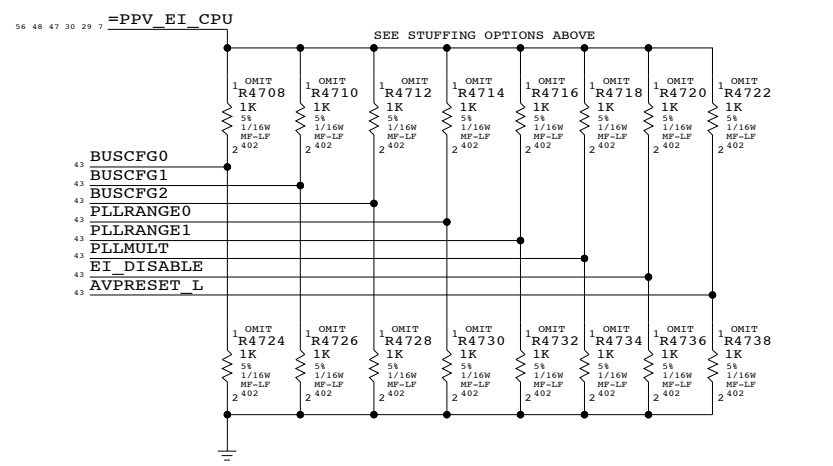 =PPV_EI_CPU
56 48 47 30 29 7
SEE STUFFING OPTIONS ABOVE
1 OMIT R4708 1K 5% 1/16W MF-LF 2 402
1 OMIT R4710 1K 5% 1/16W MF-LF 2 402
1 OMIT R4712 1K 5% 1/16W MF-LF 2 402
1 OMIT R4714 1K 5% 1/16W MF-LF 2 402
1 OMIT R4716 1K 5% 1/16W MF-LF 2 402
1 OMIT R4718 1K 5% 1/16W MF-LF 2 402
1 OMIT R4720 1K 5% 1/16W MF-LF 2 402
1 OMIT R4722 1K 5% 1/16W MF-LF 2 402
43 BUSCFG0
43 BUSCFG1
43 BUSCFG2
43 PLLRANGE0
43 PLLRANGE1
43 PLLMULT
43 EI_DISABLE
43 AVPRESET_L
1 OMIT R4724 1K 5% 1/16W MF-LF 2 402
1 OMIT R4726 1K 5% 1/16W MF-LF 2 402
1 OMIT R4728 1K 5% 1/16W MF-LF 2 402
1 OMIT R4730 1K 5% 1/16W MF-LF 2 402
1 OMIT R4732 1K 5% 1/16W MF-LF 2 402
1 OMIT R4734 1K 5% 1/16W MF-LF 2 402
1 OMIT R4736 1K 5% 1/16W MF-LF 2 402
1 OMIT R4738 1K 5% 1/16W MF-LF 2 402